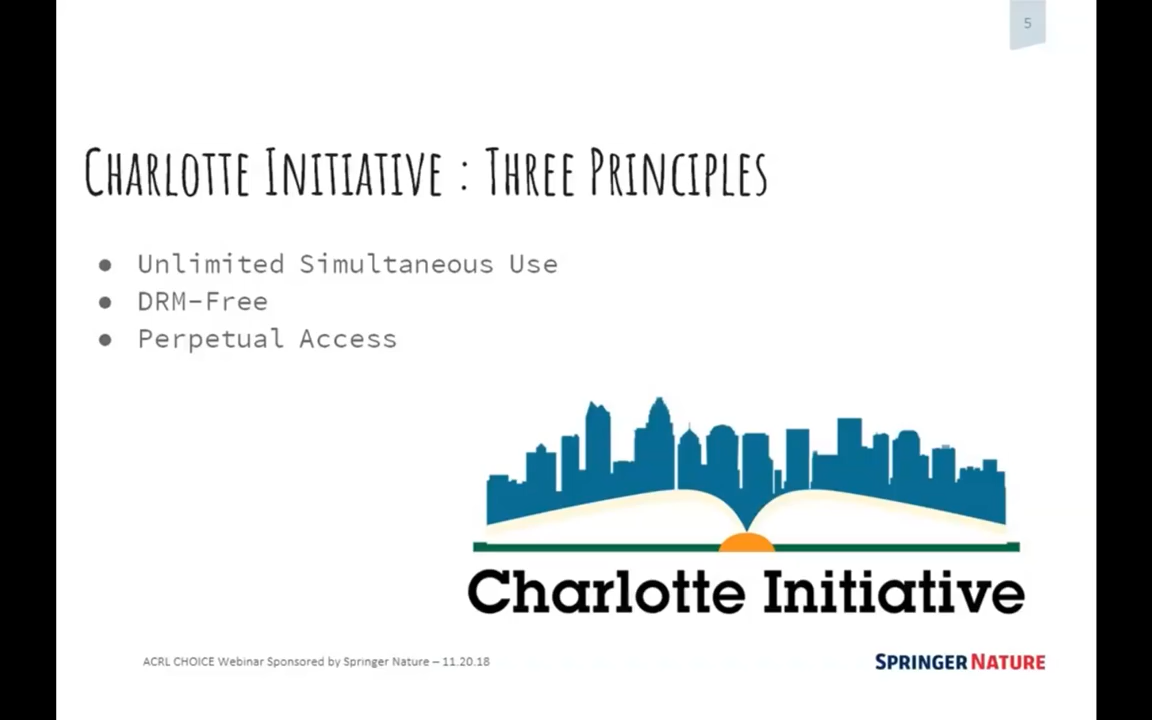 5
Charlotte Initiative : Three Principles
● Unlimited Simultaneous Use
● DRM-Free
● Perpetual Access
Charlotte Initiative
ACRL CHOICE Webinar Sponsored by Springer Nature – 11.20.18
SPRINGER NATURE